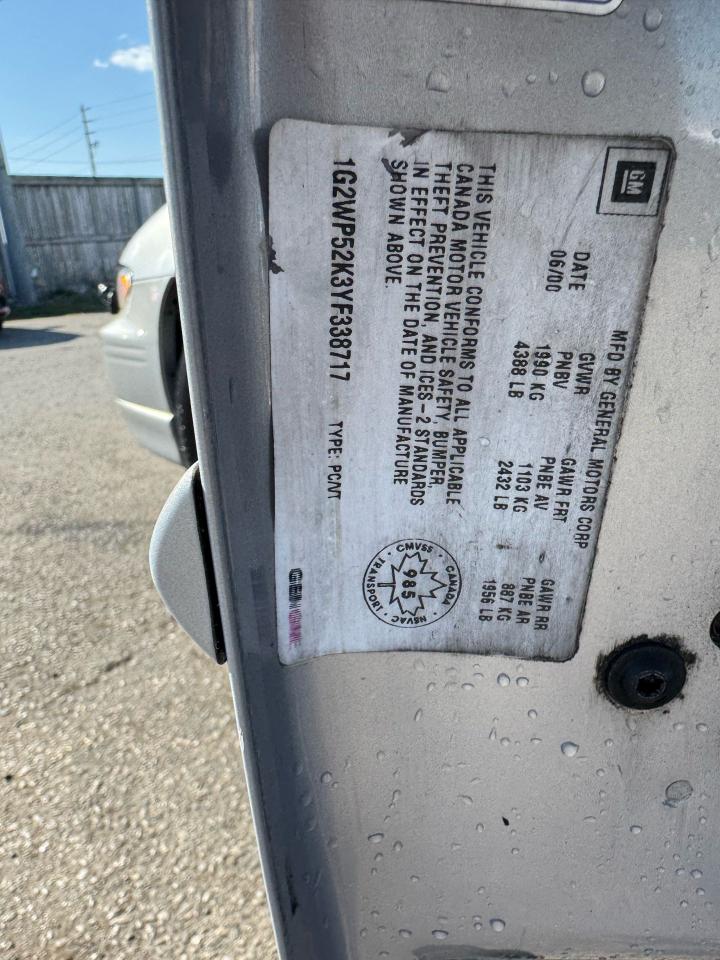 GM
MFD BY GENERAL MOTORS CORP
DATE GVWR GAWR FRT GAWR RR
PNBV PNBE AV PNBE AR
06/00 1990 KG 1103 KG 887 KG
4388 LB 2432 LB 1956 LB
THIS VEHICLE CONFORMS TO ALL APPLICABLE
CANADA MOTOR VEHICLE SAFETY, BUMPER,
THEFT PREVENTION, AND ICES-2 STANDARDS
IN EFFECT ON THE DATE OF MANUFACTURE
SHOWN ABOVE.
CANADA · CMVSS · TRANSPORT · NSVAC
985
1G2WP52K3YF338717 TYPE: PC/VT